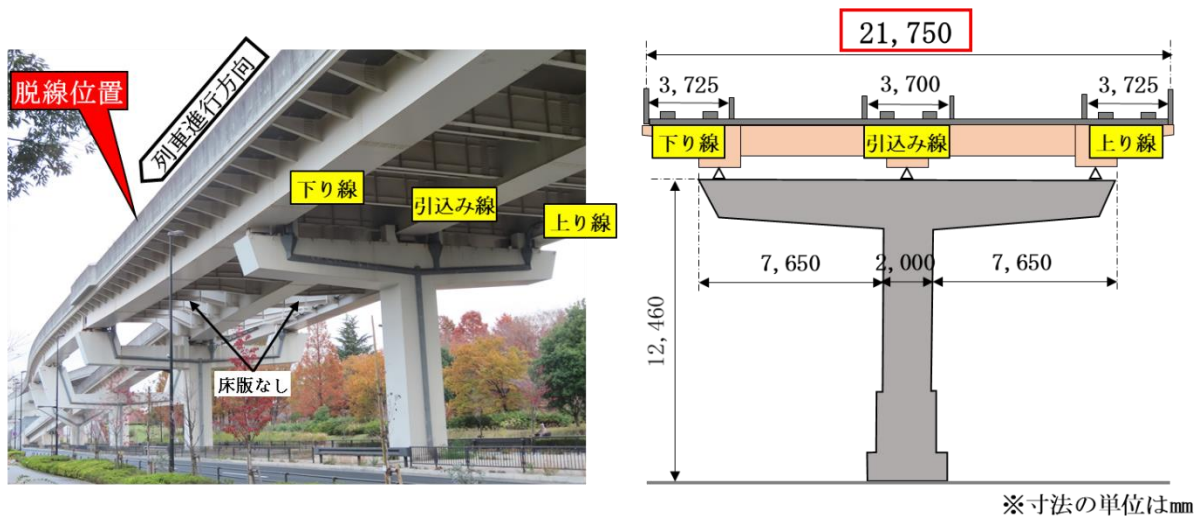 脱線位置
列車進行方向
下り線
引込み線
上り線
床版なし
21,750
3,725
3,700
3,725
下り線
引込み線
上り線
7,650
2,000
7,650
12,460
※寸法の単位はmm